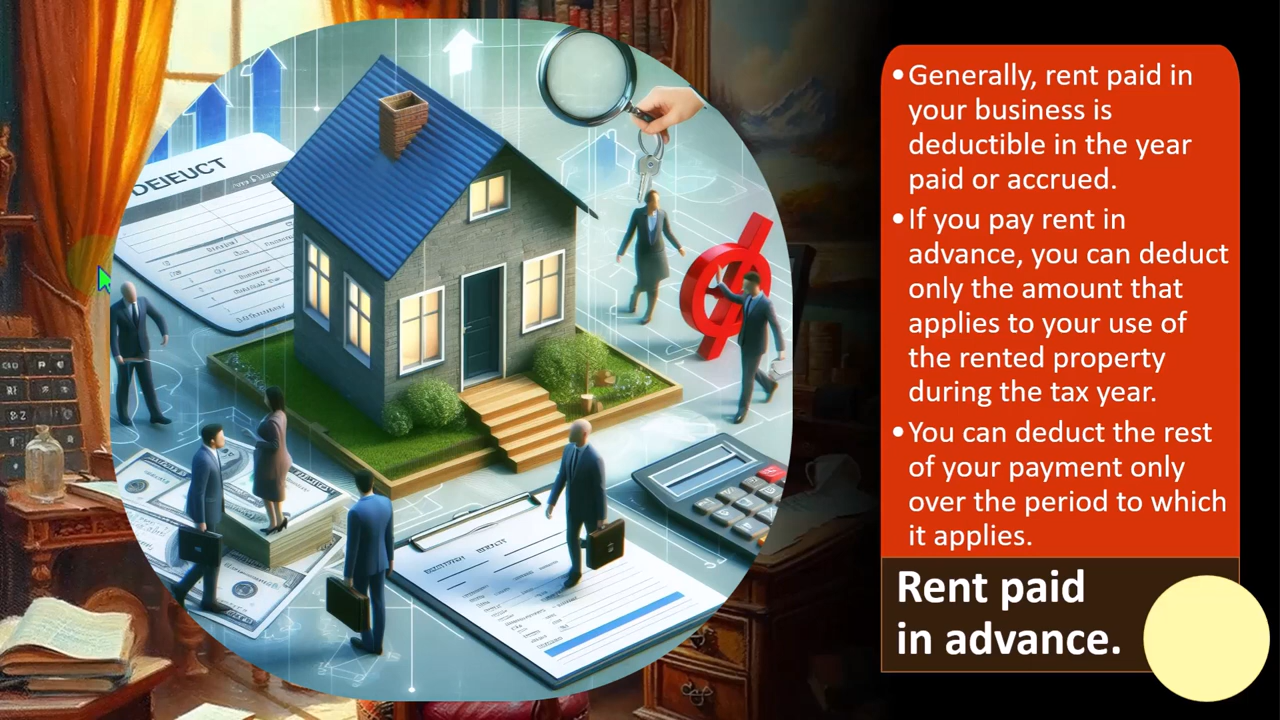 DEIEUCT
• Generally, rent paid in
your business is
deductible in the year
paid or accrued.
• If you pay rent in
advance, you can deduct
only the amount that
applies to your use of
the rented property
during the tax year.
• You can deduct the rest
of your payment only
over the period to which
it applies.
Rent paid
in advance.